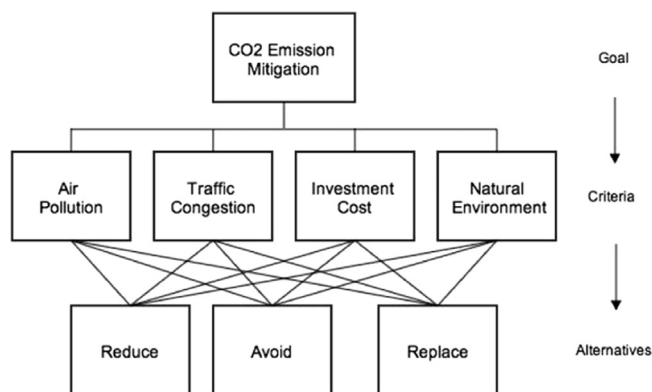 CO2 Emission
Mitigation
Goal
Air
Pollution
Traffic
Congestion
Investment
Cost
Natural
Environment
Criteria
Reduce
Avoid
Replace
Alternatives